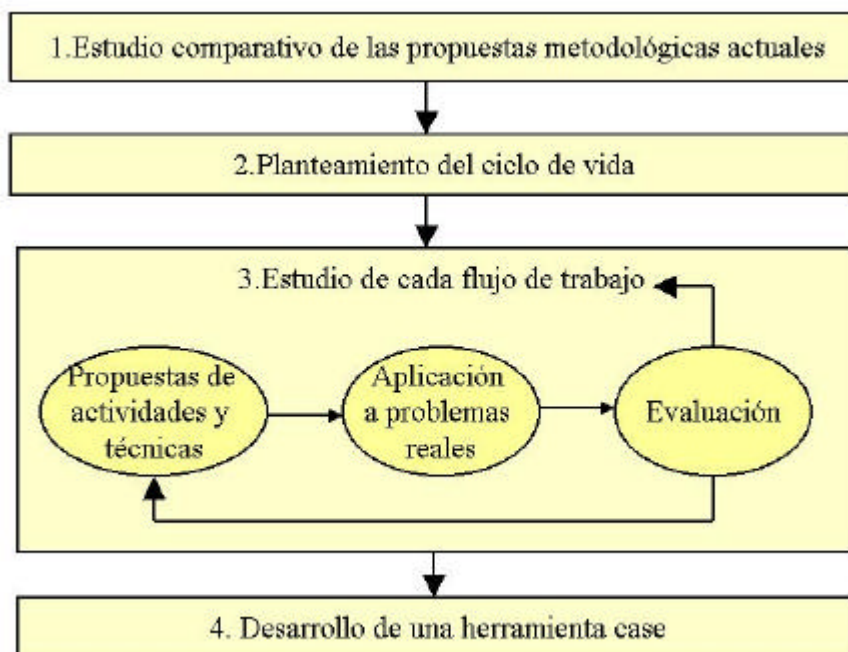 1.Estudio comparativo de las propuestas metodológicas actuales
2.Planteamiento del ciclo de vida
3.Estudio de cada flujo de trabajo
Propuestas de
actividades y
técnicas
Aplicación
a problemas
reales
Evaluación
4. Desarrollo de una herramienta case